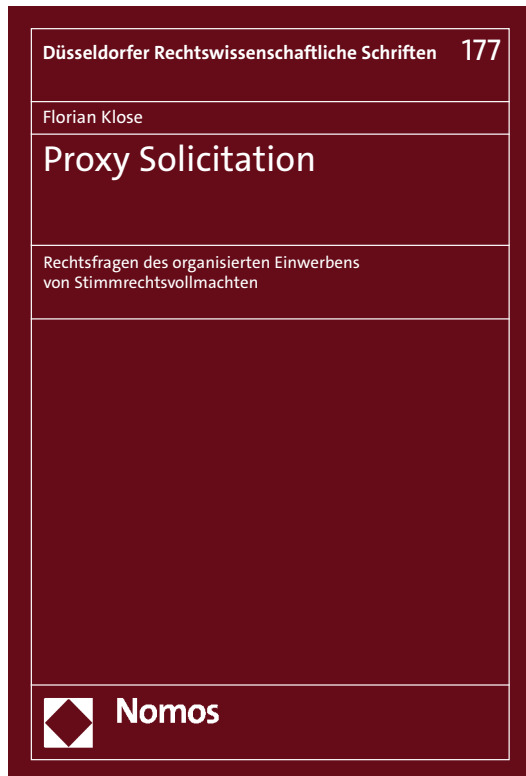 Düsseldorfer Rechtswissenschaftliche Schriften 177
Florian Klose
Proxy Solicitation
Rechtsfragen des organisierten Einwerbens
von Stimmrechtsvollmachten
Nomos